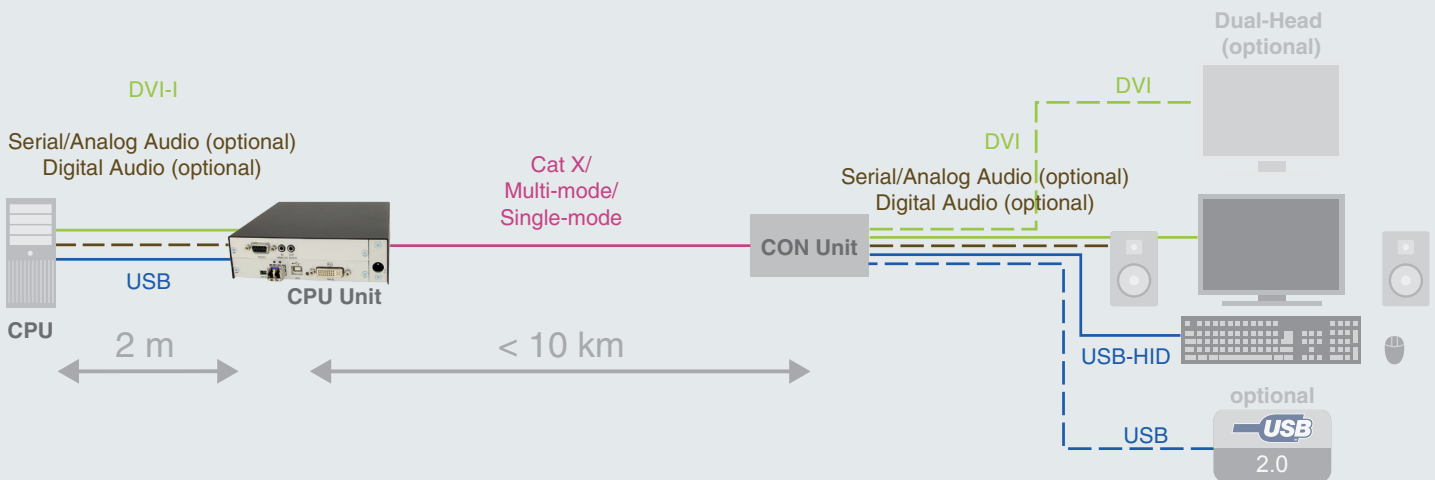 Dual-Head
(optional)
DVI-I
DVI
Serial/Analog Audio (optional)
Digital Audio (optional)
Cat X/
Multi-mode/
Single-mode
DVI
Serial/Analog Audio (optional)
Digital Audio (optional)
CON Unit
USB
CPU Unit
CPU
2 m
< 10 km
USB-HID
optional
USB
USB
2.0